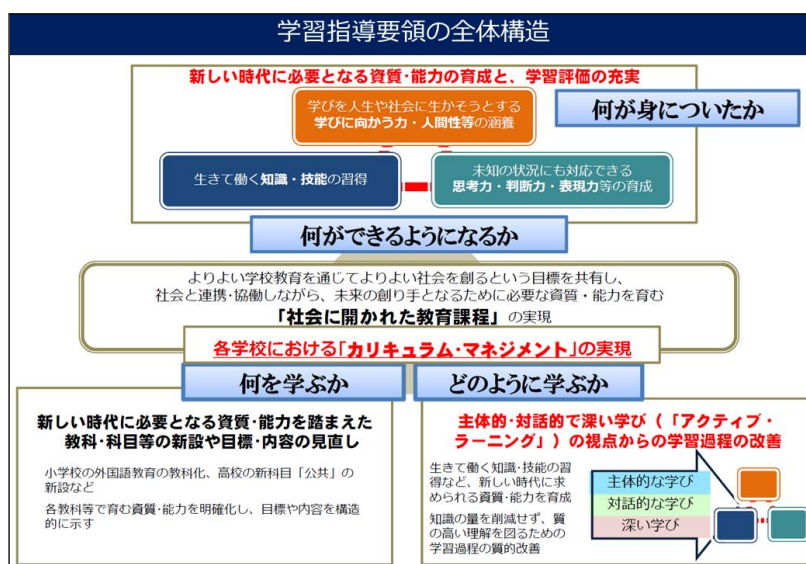 学習指導要領の全体構造
新しい時代に必要となる資質・能力の育成と、学習評価の充実
学びを人生や社会に生かそうとする
学びに向かう力・人間性等の涵養
何が身についたか
生きて働く知識・技能の習得
未知の状況にも対応できる
思考力・判断力・表現力等の育成
何ができるようになるか
よりよい学校教育を通じてよりよい社会を創るという目標を共有し、
社会と連携・協働しながら、未来の創り手となるために必要な資質・能力を育む
「社会に開かれた教育課程」の実現
各学校における「カリキュラム・マネジメント」の実現
何を学ぶか
新しい時代に必要となる資質・能力を踏まえた
教科・科目等の新設や目標・内容の見直し
小学校の外国語教育の教科化、高校の新科目「公共」の
新設など
各教科等で育む資質・能力を明確化し、目標や内容を構造
的に示す
どのように学ぶか
主体的・対話的で深い学び（「アクティブ・
ラーニング」）の視点からの学習過程の改善
生きて働く知識・技能の習
得など、新しい時代に求
められる資質・能力を育成
知識の量を削減せず、質
の高い理解を図るための
学習過程の質的改善
主体的な学び
対話的な学び
深い学び